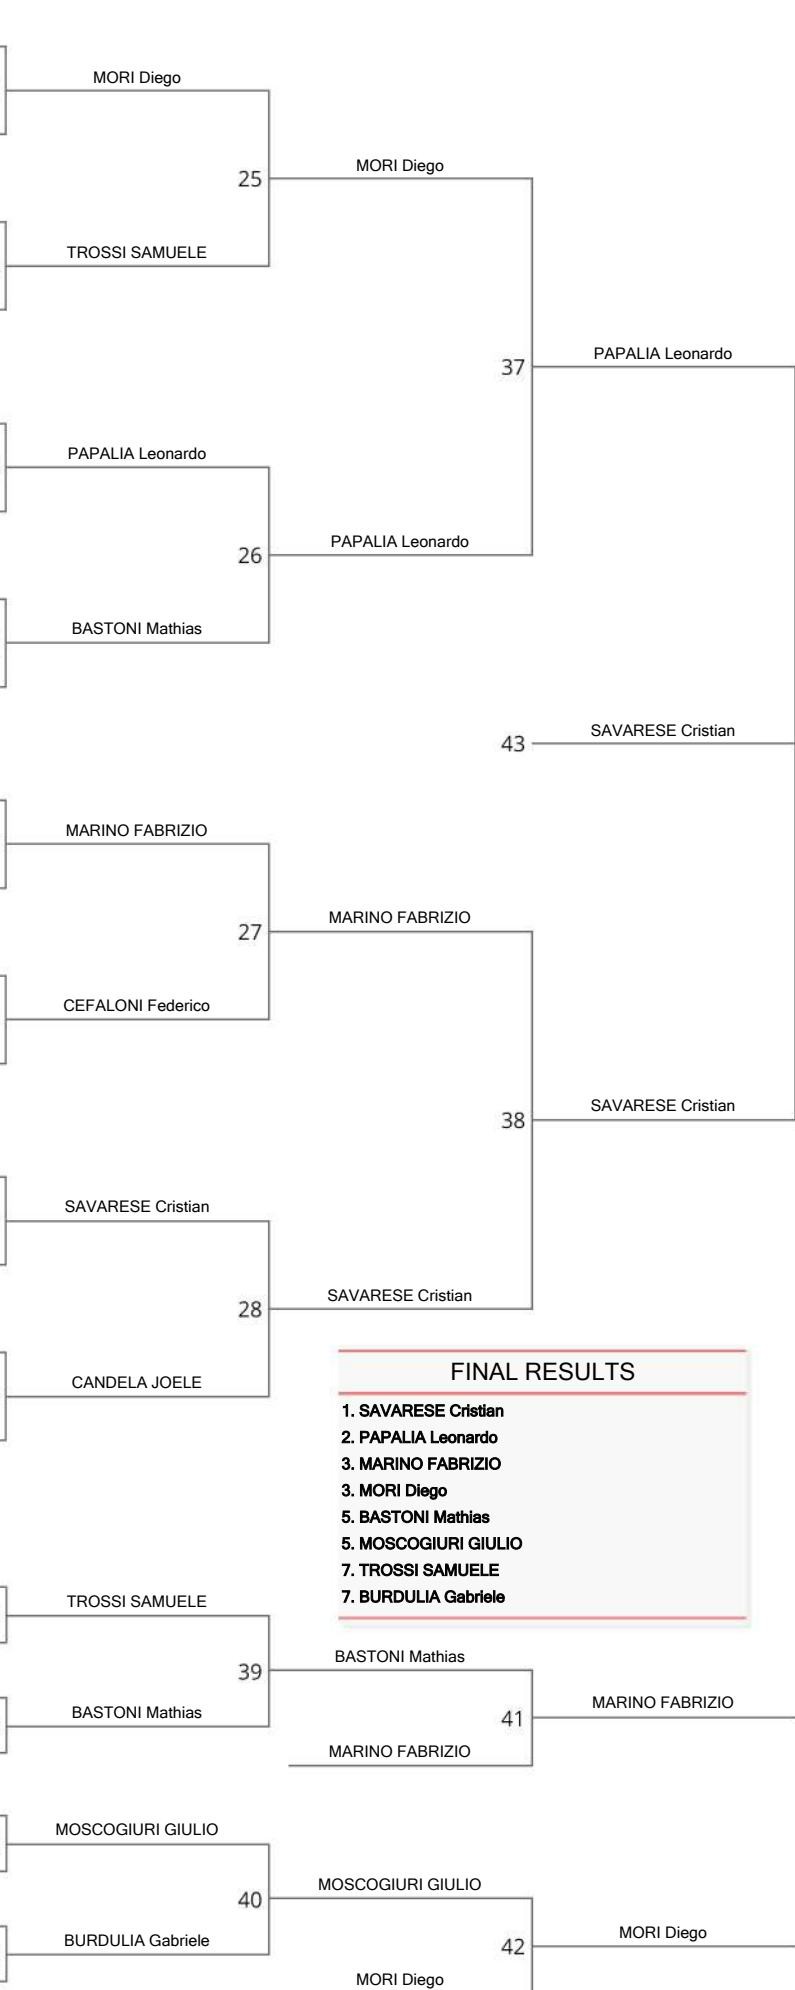 MORI Diego
MORI Diego
25
TROSSI SAMUELE
PAPALIA Leonardo
37
PAPALIA Leonardo
PAPALIA Leonardo
26
BASTONI Mathias
SAVARESE Cristian
43
MARINO FABRIZIO
MARINO FABRIZIO
27
CEFALONI Federico
SAVARESE Cristian
38
SAVARESE Cristian
SAVARESE Cristian
28
CANDELA JOELE
FINAL RESULTS
1. SAVARESE Cristian
2. PAPALIA Leonardo
3. MARINO FABRIZIO
3. MORI Diego
5. BASTONI Mathias
5. MOSCOGIURI GIULIO
7. TROSSI SAMUELE
7. BURDULIA Gabriele
TROSSI SAMUELE
BASTONI Mathias
39
MARINO FABRIZIO
BASTONI Mathias
41
MARINO FABRIZIO
MOSCOGIURI GIULIO
MOSCOGIURI GIULIO
40
MORI Diego
BURDULIA Gabriele
42
MORI Diego